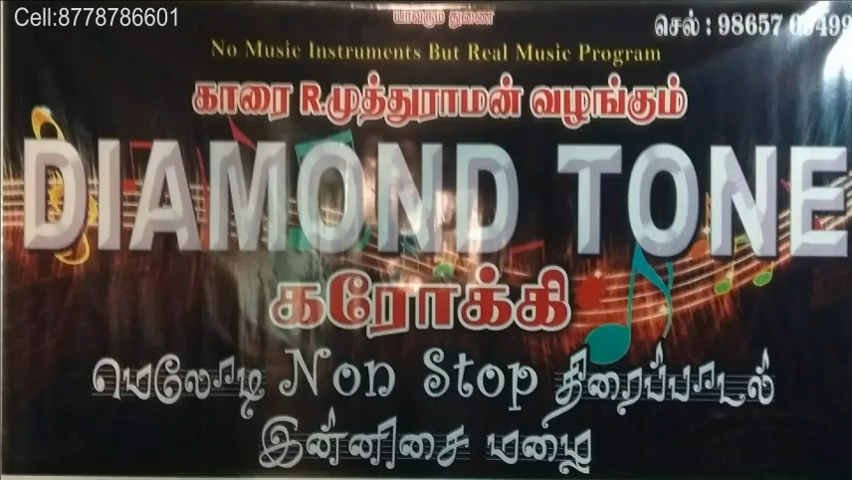 Cell:8778786601
யாவரும் துணை
செல் : 98657
No Music Instruments But Real Music Program
காரை R.முத்துராமன் வழங்கும்
DIAMOND TONE
கரோக்கி
மெலோடி Non Stop திரைப்பாடல்
இன்னிசை மழை